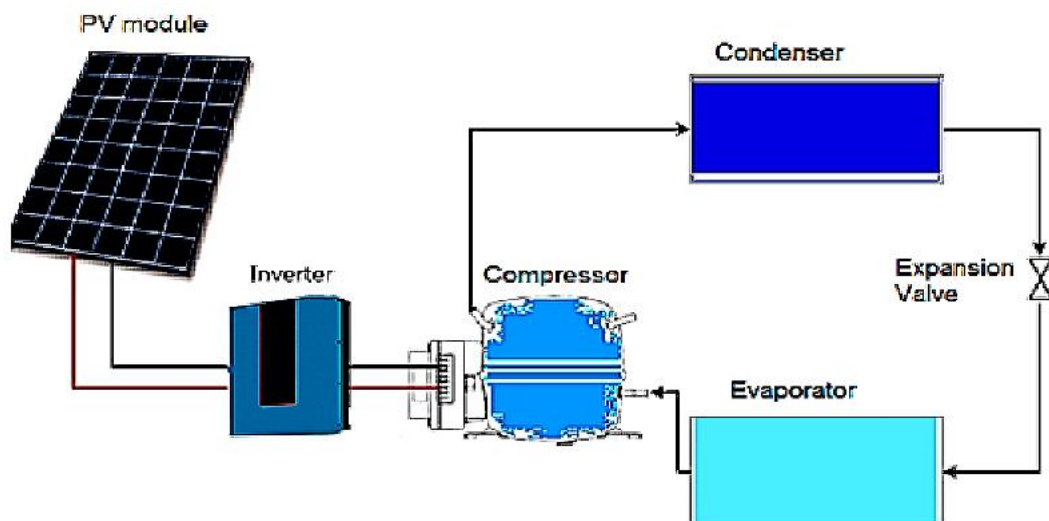 PV module
Condenser
Inverter
Compressor
Expansion
Valve
Evaporator